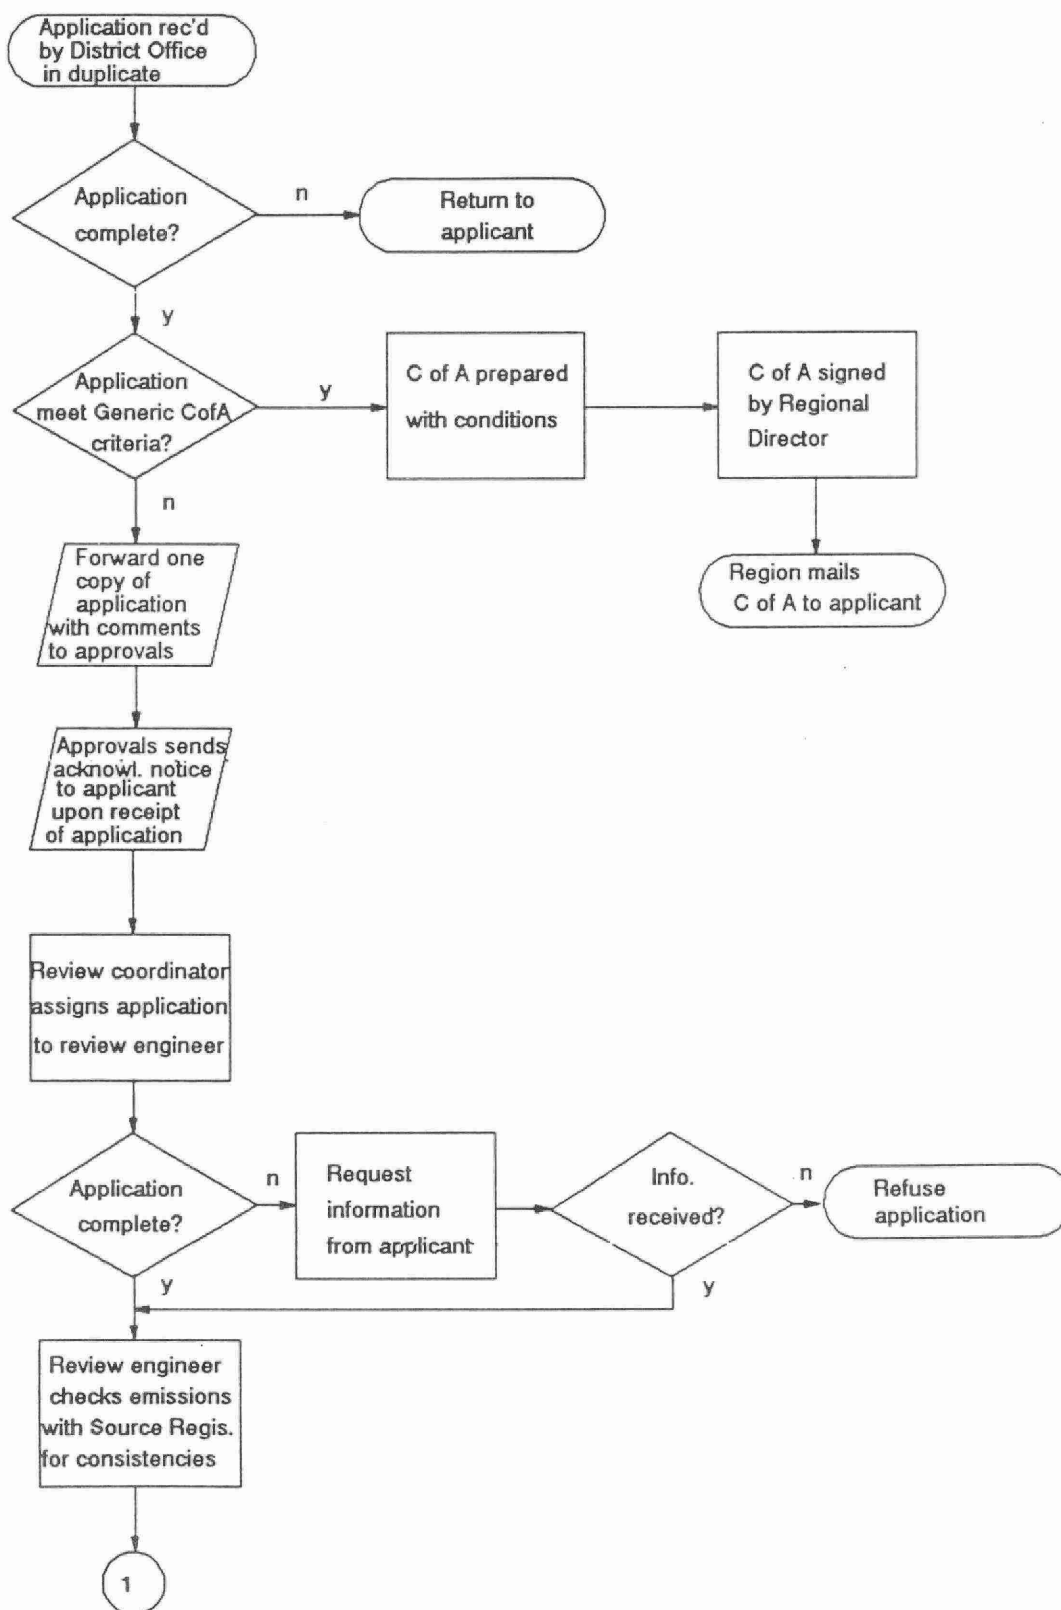 Application rec'd
by District Office
in duplicate
Application
complete?
n
Return to
applicant
y
Application
meet Generic CofA
criteria?
y
C of A prepared
with conditions
C of A signed
by Regional
Director
Region mails
C of A to applicant
n
Forward one
copy of
application
with comments
to approvals
Approvals sends
acknowl. notice
to applicant
upon receipt
of application
Review coordinator
assigns application
to review engineer
Application
complete?
n
Request
information
from applicant
Info.
received?
n
Refuse
application
y
y
Review engineer
checks emissions
with Source Regis.
for consistencies
1